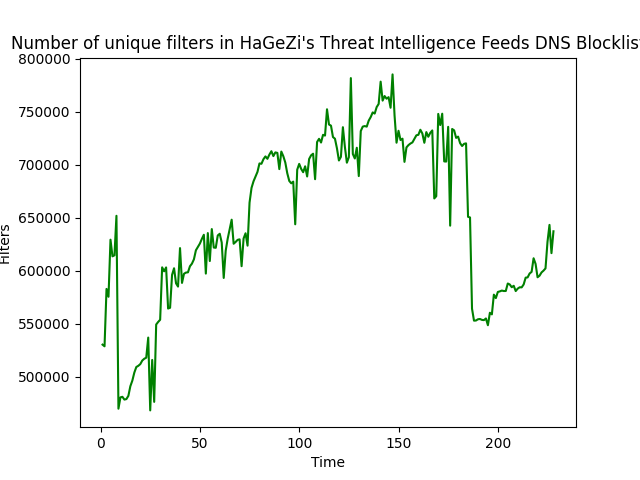 Number of unique filters in HaGeZi's Threat Intelligence Feeds DNS Blocklis
800000
750000
700000
650000
600000
550000
500000
Filters
0 50 100 150 200
Time